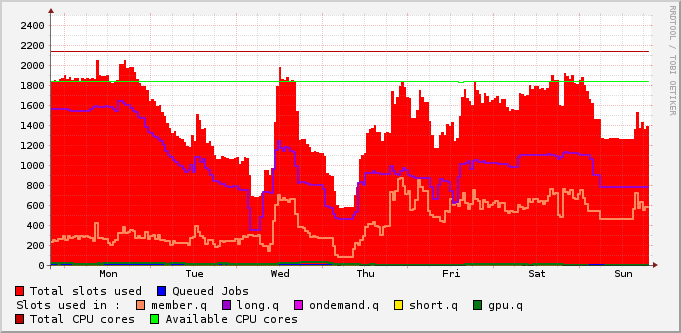 RRDTOOL / TOBI OETIKER
2400
2200
2000
1800
1600
1400
1200
1000
800
600
400
200
0
Mon Tue Wed Thu Fri Sat Sun
Total slots used Queued Jobs
Slots used in : member.q long.q ondemand.q short.q gpu.q
Total CPU cores Available CPU cores